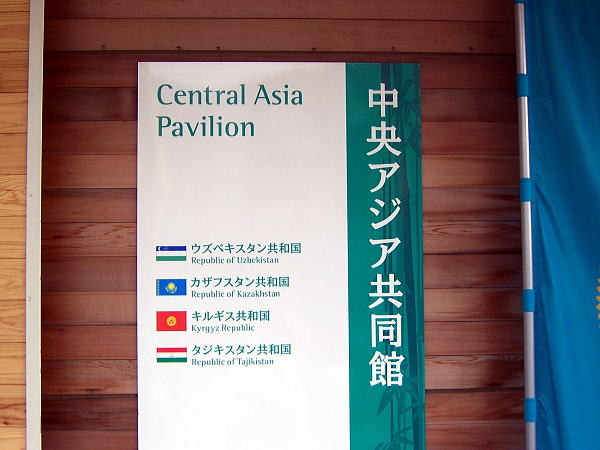 Central Asia
Pavilion
中央アジア共同館
ウズベキスタン共和国
Republic of Uzbekistan
カザフスタン共和国
Republic of Kazakhstan
キルギス共和国
Kyrgyz Republic
タジキスタン共和国
Republic of Tajikistan